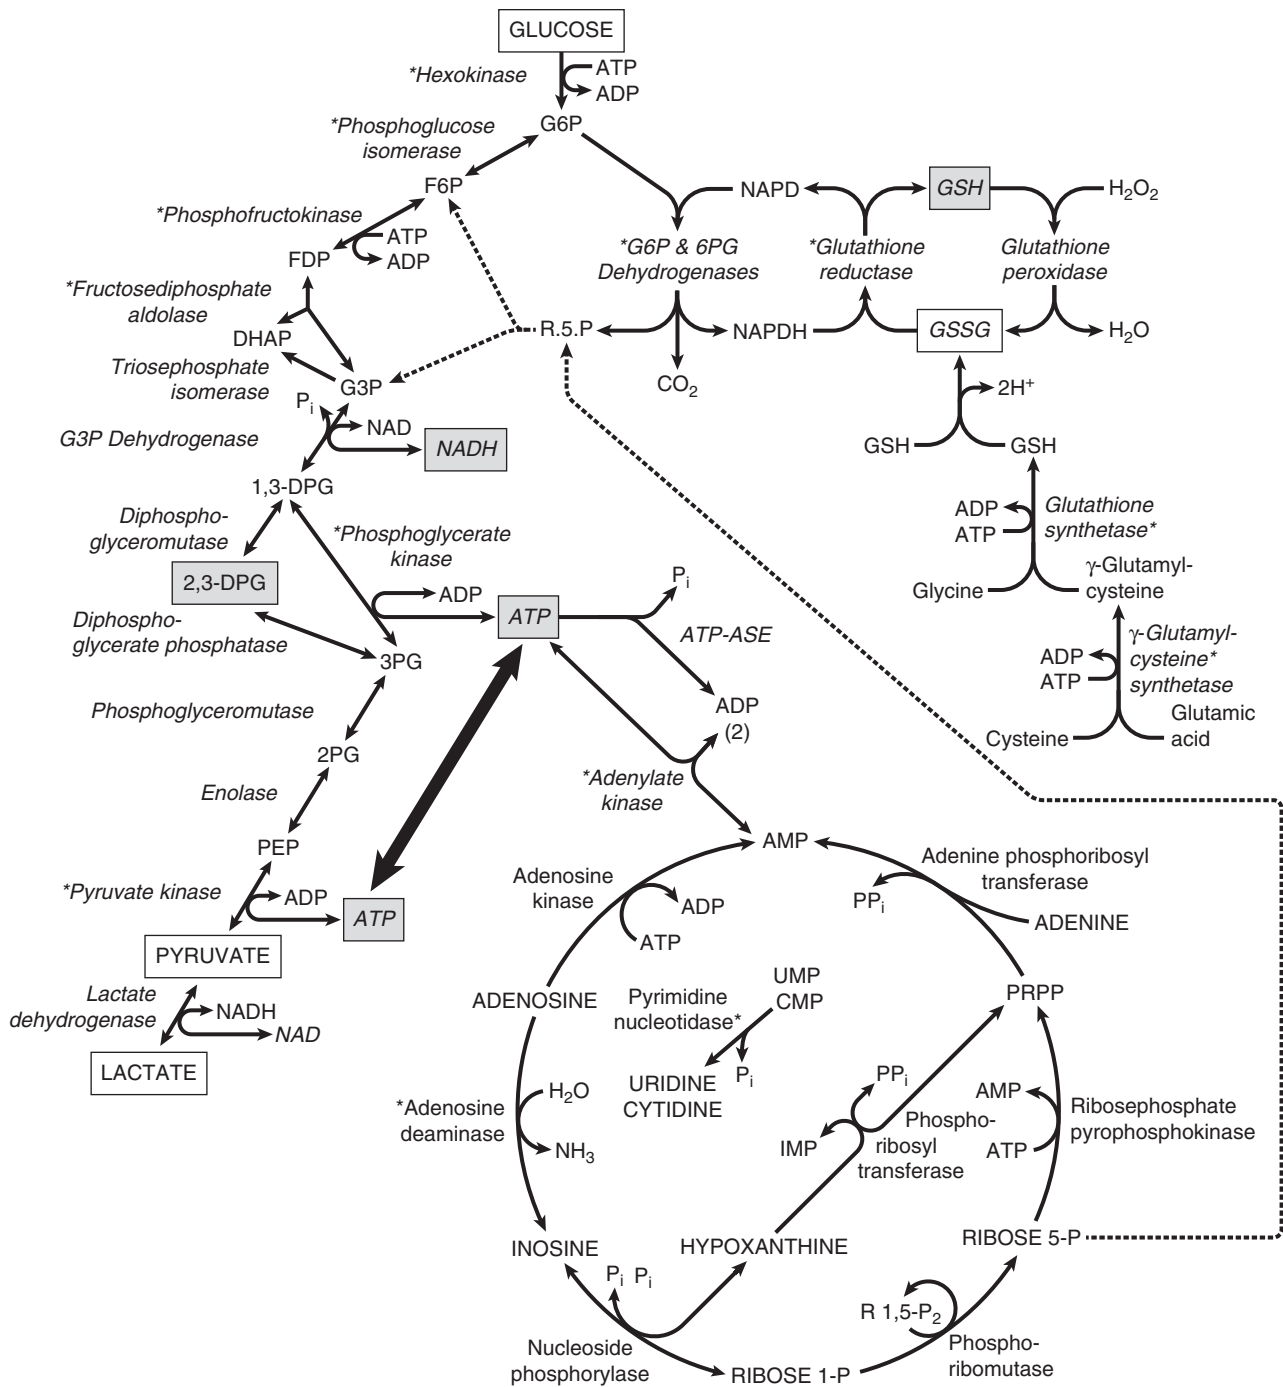 GLUCOSE
*Hexokinase
ATP
ADP
G6P
*Phosphoglucose
isomerase
F6P
*Phosphofructokinase
ATP
ADP
FDP
*Fructosediphosphate
aldolase
DHAP
Triosephosphate
isomerase
G3P
Pi
NAD
G3P Dehydrogenase
NADH
1,3-DPG
Diphospho-
glyceromutase
*Phosphoglycerate
kinase
2,3-DPG
ADP
ATP
Diphospho-
glycerate phosphatase
3PG
Phosphoglyceromutase
2PG
Enolase
PEP
*Pyruvate kinase
ADP
ATP
PYRUVATE
Lactate
dehydrogenase
NADH
NAD
LACTATE
NAPD
*G6P & 6PG
Dehydrogenases
R.5.P
NAPDH
CO2
GSH
H2O2
*Glutathione
reductase
Glutathione
peroxidase
GSSG
H2O
2H+
GSH
GSH
ADP
ATP
Glutathione
synthetase*
Glycine
γ-Glutamyl-
cysteine
γ-Glutamyl-
cysteine*
synthetase
ADP
ATP
Cysteine
Glutamic
acid
Pi
ATP-ASE
ADP
(2)
*Adenylate
kinase
AMP
Adenosine
kinase
ADP
ATP
Adenine phosphoribosyl
transferase
PPi
ADENINE
ADENOSINE
Pyrimidine
nucleotidase*
UMP
CMP
Pi
URIDINE
CYTIDINE
PRPP
*Adenosine
deaminase
H2O
NH3
PPi
IMP
Phospho-
ribosyl
transferase
AMP
ATP
Ribosephosphate
pyrophosphokinase
INOSINE
HYPOXANTHINE
RIBOSE 5-P
Pi Pi
R 1,5-P2
Nucleoside
phosphorylase
RIBOSE 1-P
Phospho-
ribomutase